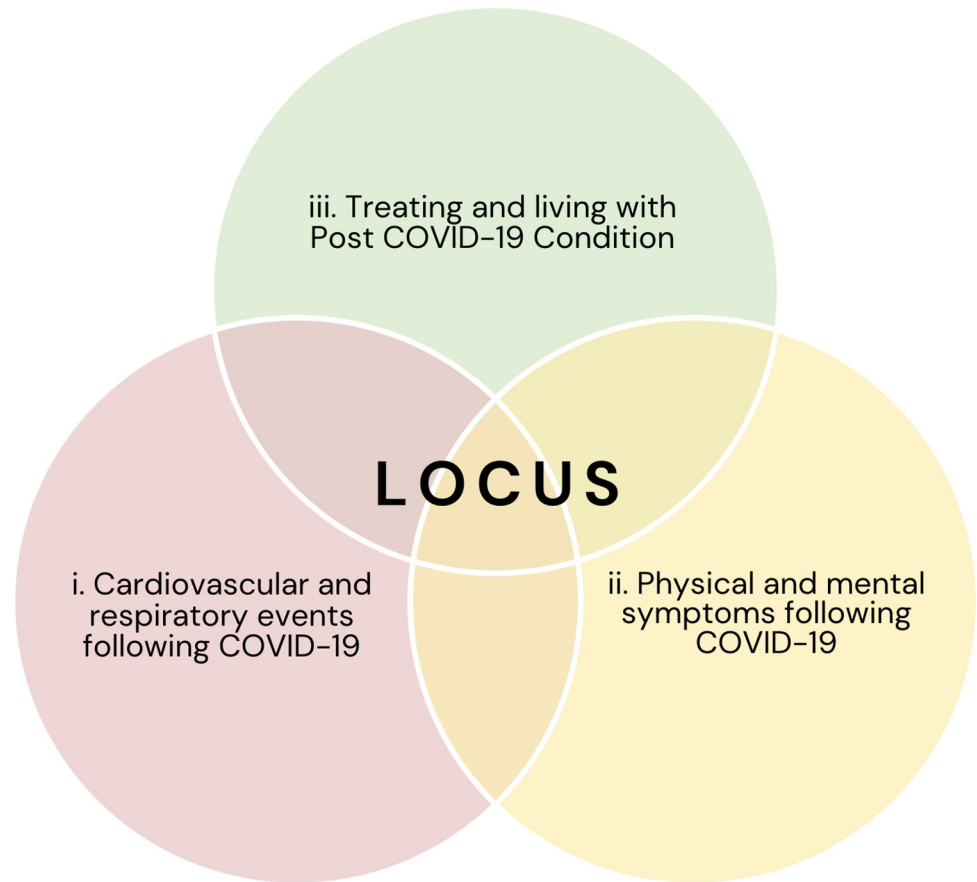 iii. Treating and living with
Post COVID-19 Condition
LOCUS
i. Cardiovascular and
respiratory events
following COVID-19
ii. Physical and mental
symptoms following
COVID-19